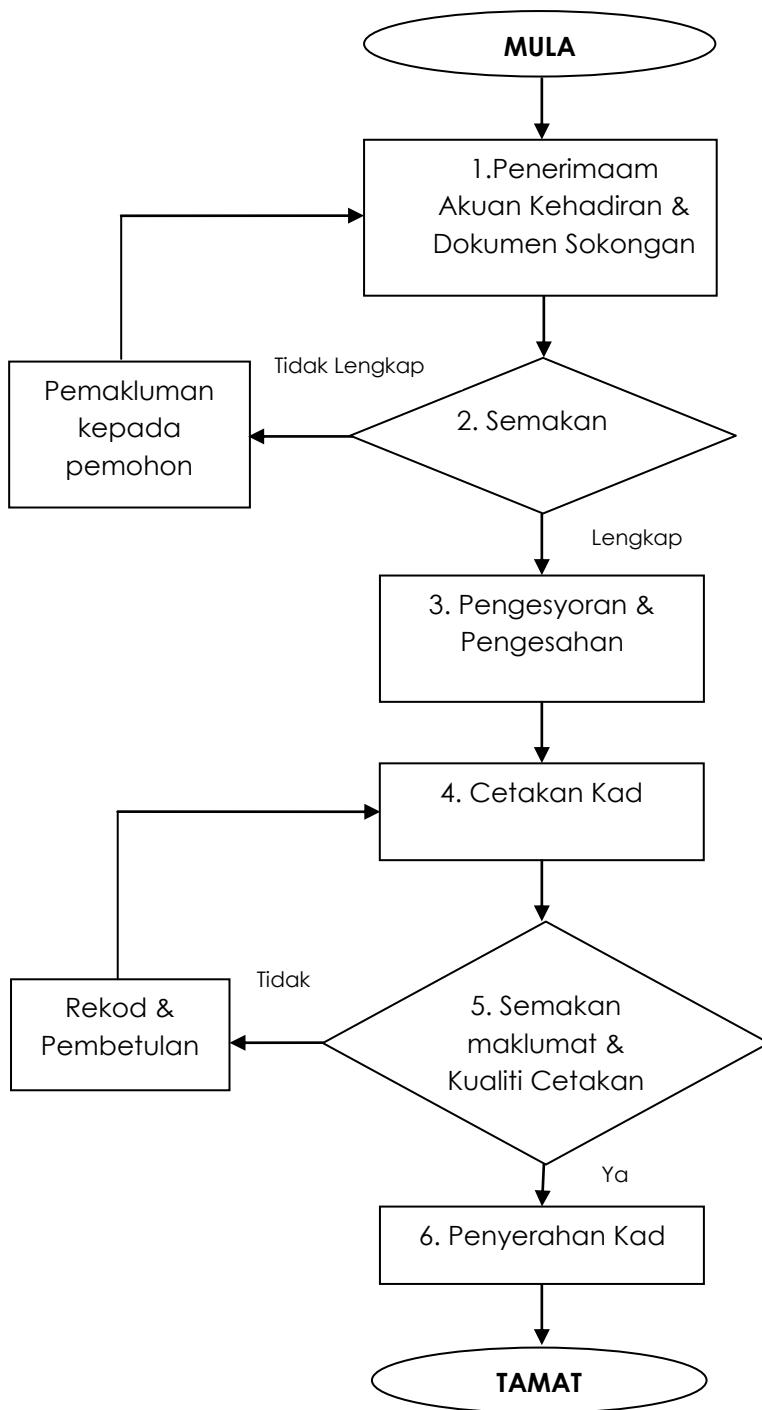 MULA
1.Penerimaam
Akuan Kehadiran &
Dokumen Sokongan
Tidak Lengkap
Pemakluman
kepada
pemohon
2. Semakan
Lengkap
3. Pengesyoran &
Pengesahan
4. Cetakan Kad
Tidak
Rekod &
Pembetulan
5. Semakan
maklumat &
Kualiti Cetakan
Ya
6. Penyerahan Kad
TAMAT